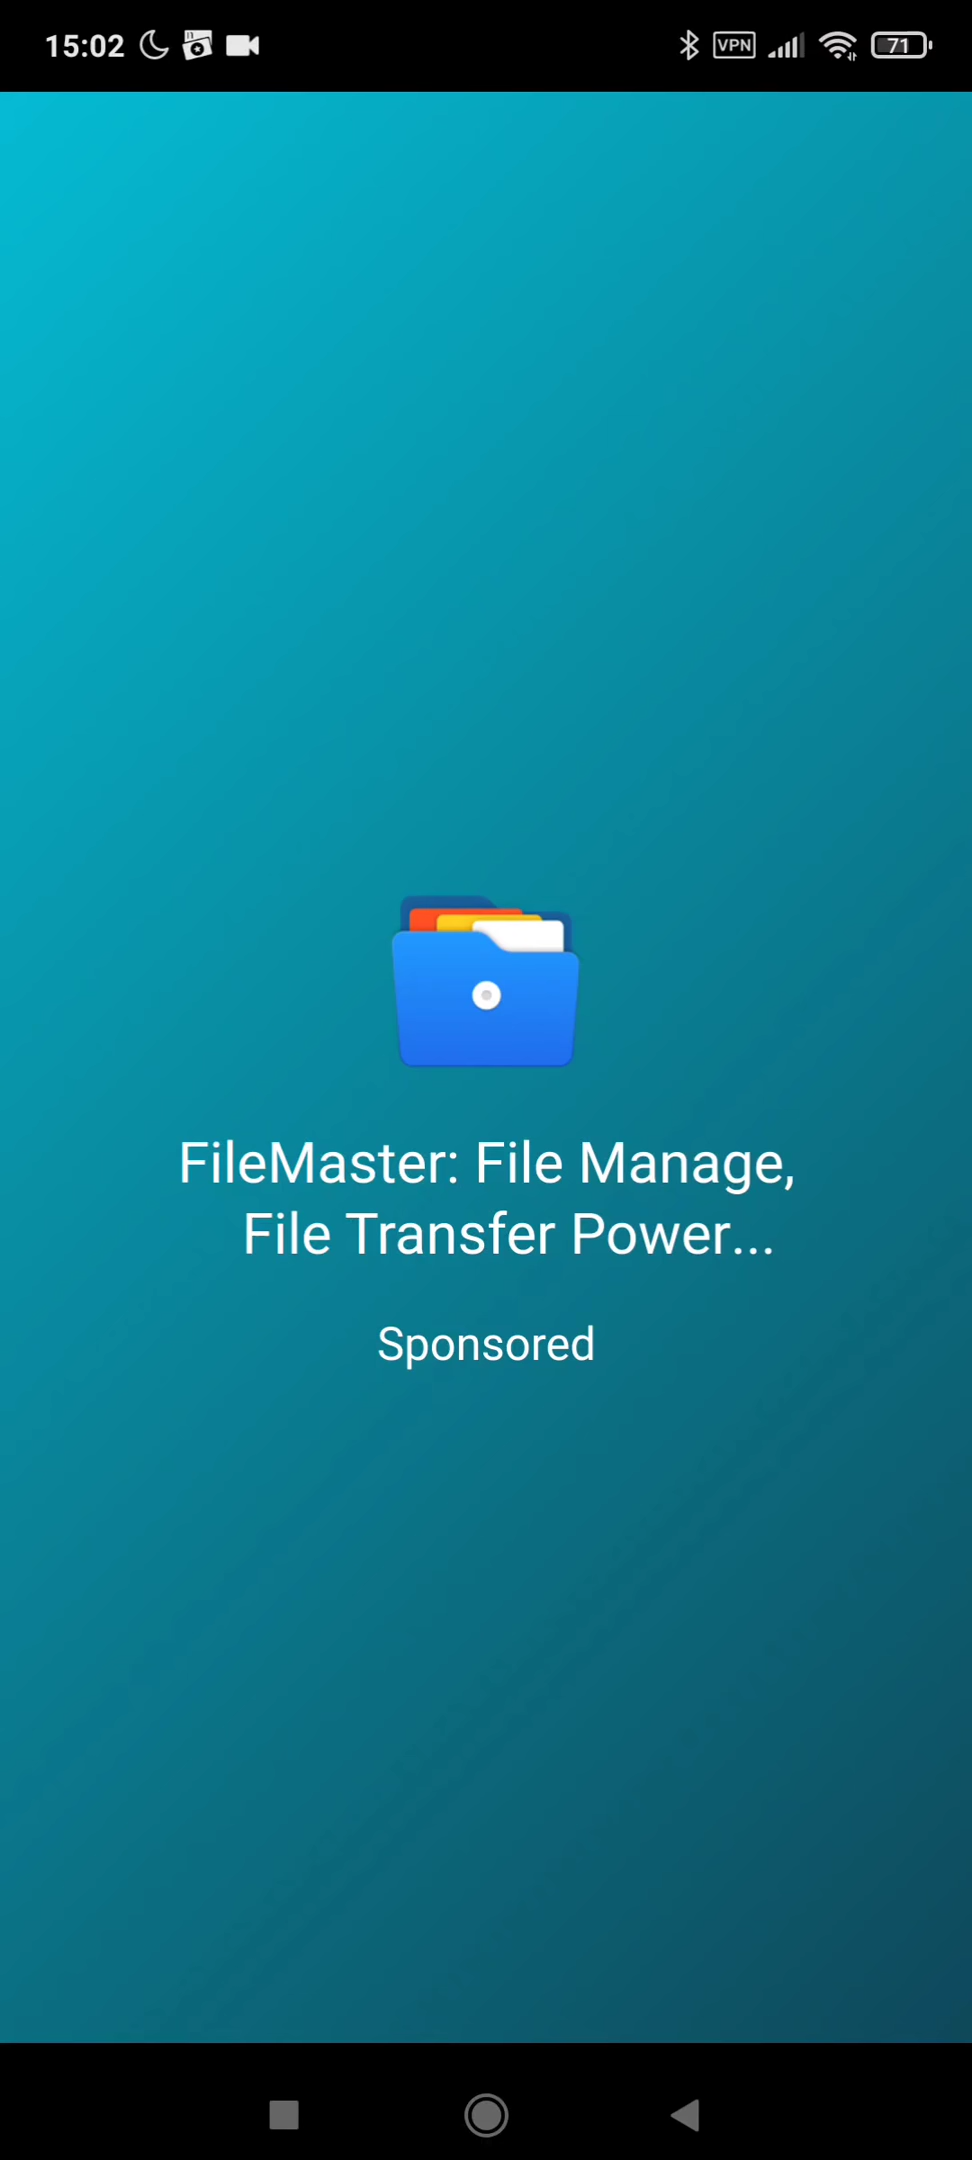 15:02
VPN
71
FileMaster: File Manage,
File Transfer Power...
Sponsored